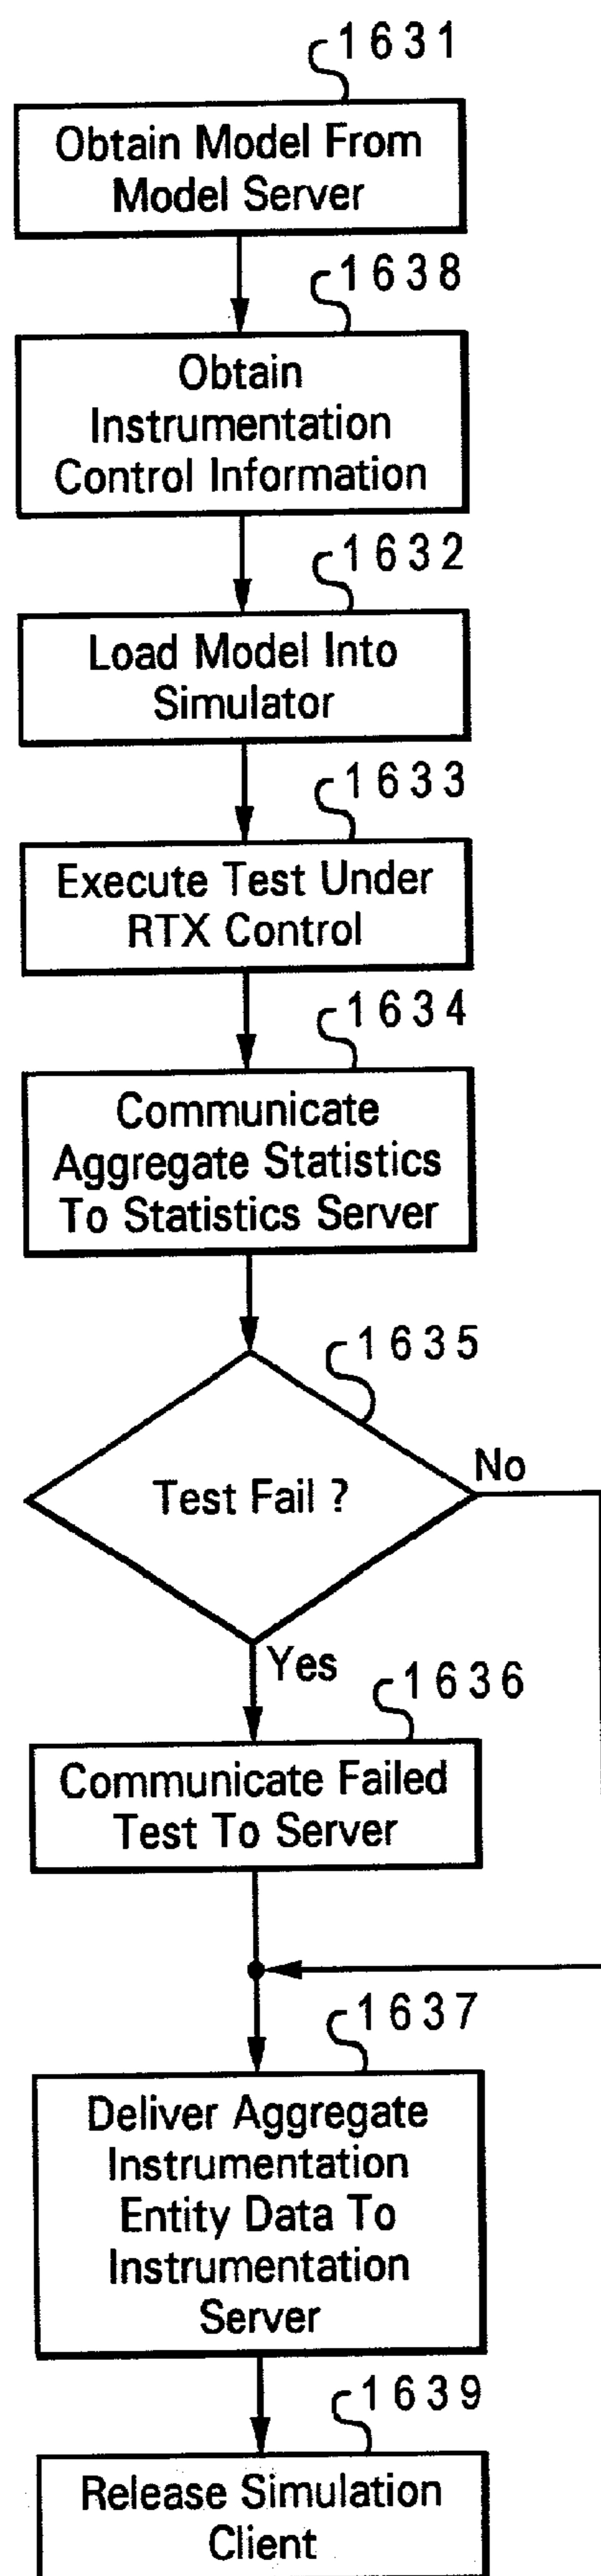 1631
Obtain Model From
Model Server
1638
Obtain
Instrumentation
Control Information
1632
Load Model Into
Simulator
1633
Execute Test Under
RTX Control
1634
Communicate
Aggregate Statistics
To Statistics Server
1635
Test Fail ?
No
Yes
1636
Communicate Failed
Test To Server
1637
Deliver Aggregate
Instrumentation
Entity Data To
Instrumentation
Server
1639
Release Simulation
Client